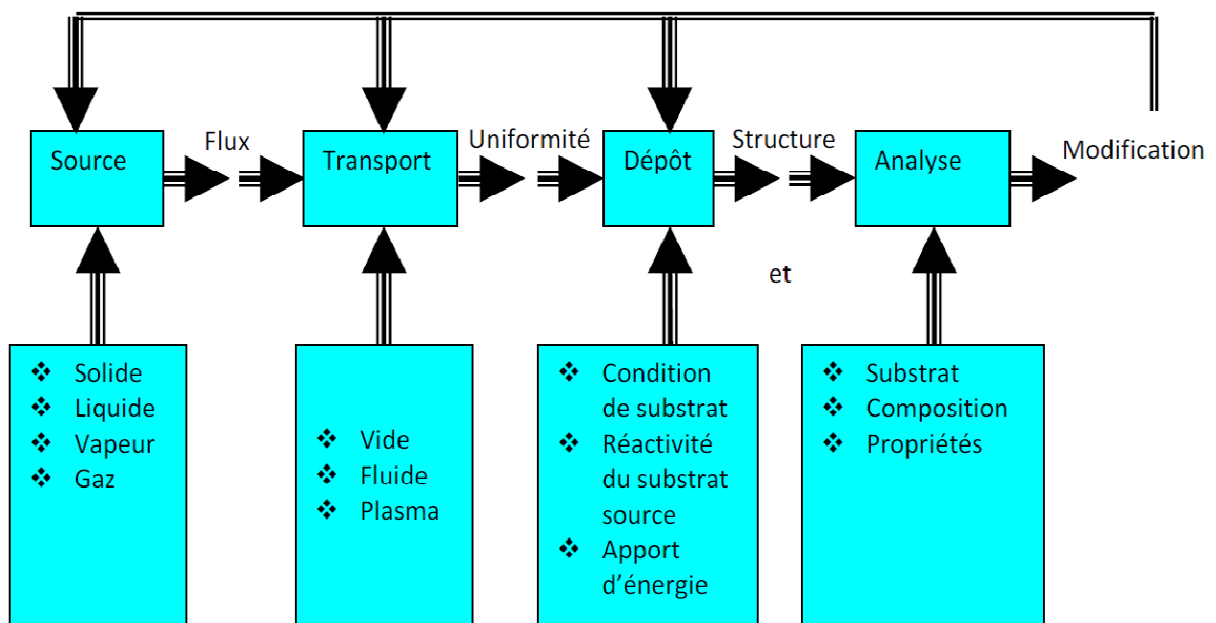 Source
Flux
Transport
Uniformité
Dépôt
Structure
Analyse
Modification
et
❖ Solide
❖ Liquide
❖ Vapeur
❖ Gaz
❖ Vide
❖ Fluide
❖ Plasma
❖ Condition
de substrat
❖ Réactivité
du substrat
source
❖ Apport
d’énergie
❖ Substrat
❖ Composition
❖ Propriétés